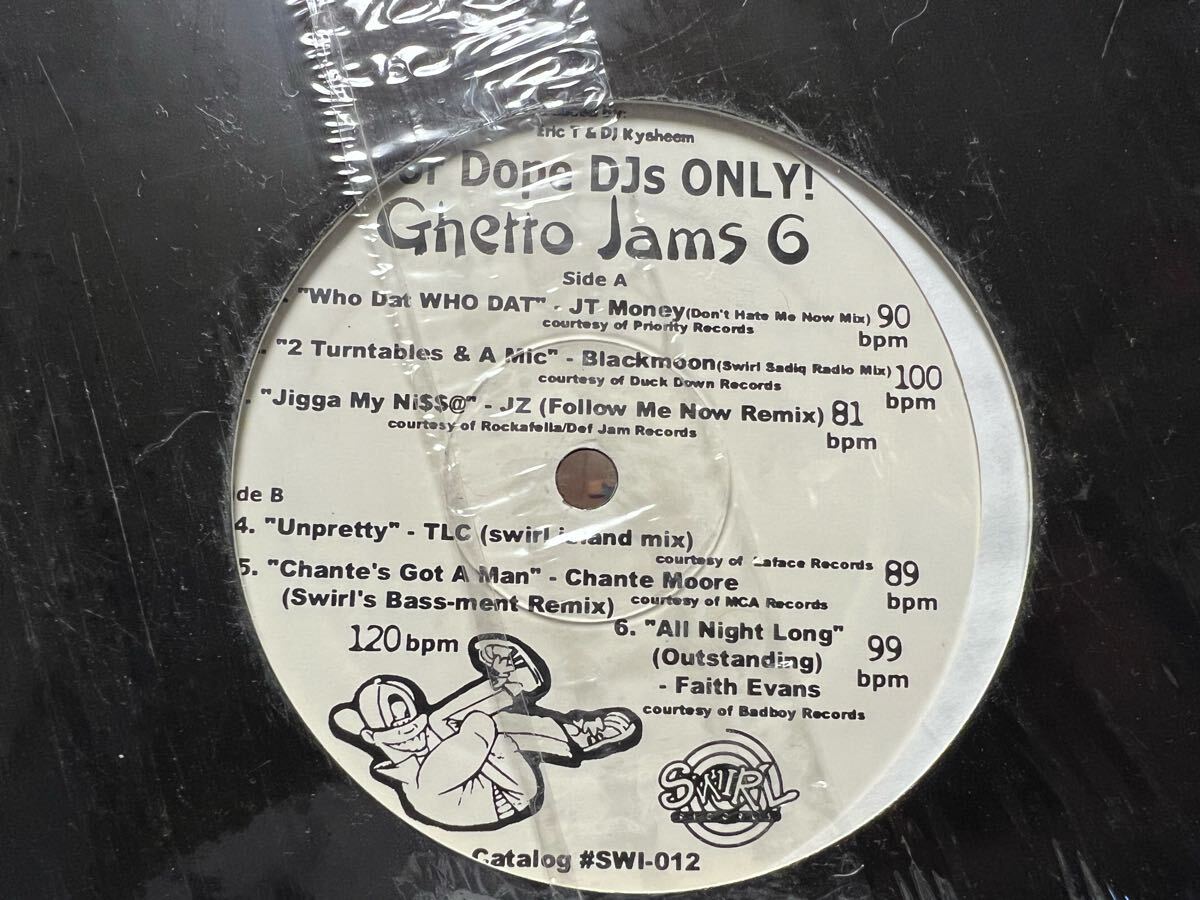 Eric T & DJ Kysheem
or Dope DJs ONLY!
Ghetto Jams 6
Side A
. "Who Dat WHO DAT" - JT Money(Don't Hate Me Now Mix) 90 bpm
courtesy of Priority Records
. "2 Turntables & A Mic" - Blackmoon(Swirl Sadiq Radio Mix) 100 bpm
courtesy of Duck Down Records
. "Jigga My Ni$$@" - JZ (Follow Me Now Remix) 81 bpm
courtesy of Rockafella/Def Jam Records
de B
4. "Unpretty" - TLC (swirl island mix)
courtesy of Laface Records 89 bpm
5. "Chante's Got A Man" - Chante Moore
(Swirl's Bass-ment Remix) courtesy of MCA Records
120 bpm
6. "All Night Long"
(Outstanding) 99 bpm
- Faith Evans
courtesy of Badboy Records
SWIRL
Catalog #SWI-012